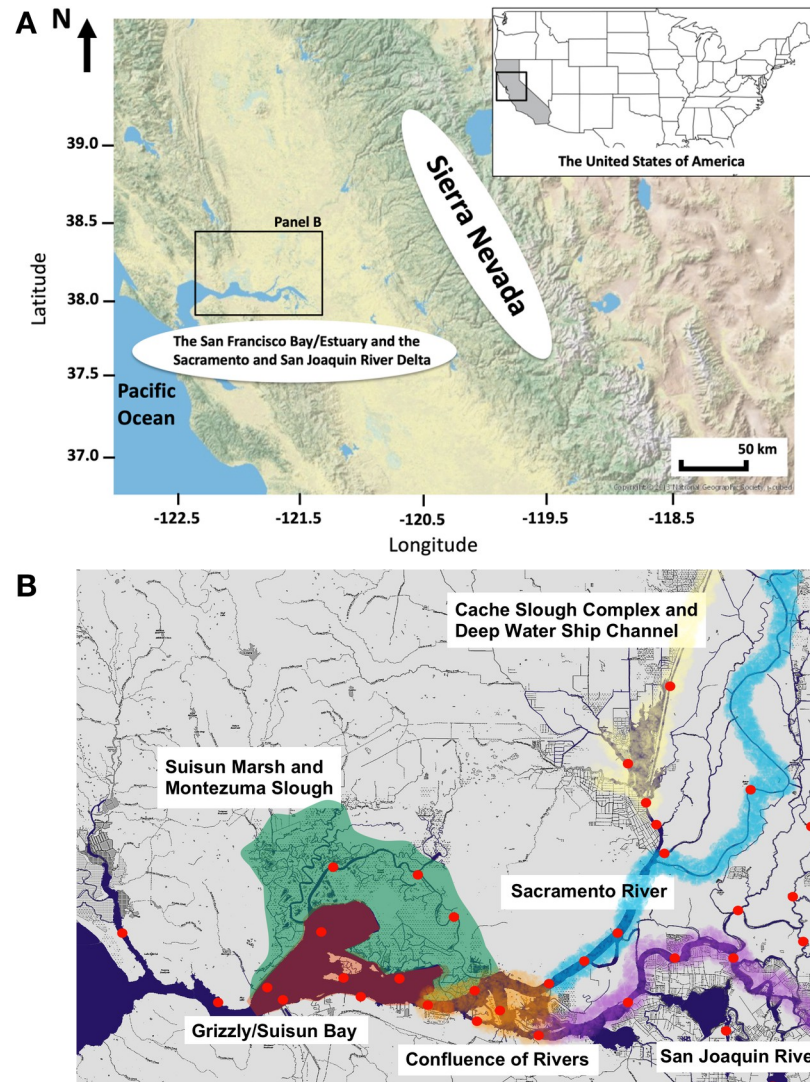 A
N
The United States of America
39.0
38.5
38.0
37.5
37.0
Latitude
Panel B
Sierra Nevada
The San Francisco Bay/Estuary and the
Sacramento and San Joaquin River Delta
Pacific
Ocean
50 km
-122.5
-121.5
-120.5
-119.5
-118.5
Longitude
B
Cache Slough Complex and
Deep Water Ship Channel
Suisun Marsh and
Montezuma Slough
Sacramento River
Grizzly/Suisun Bay
Confluence of Rivers
San Joaquin Rive